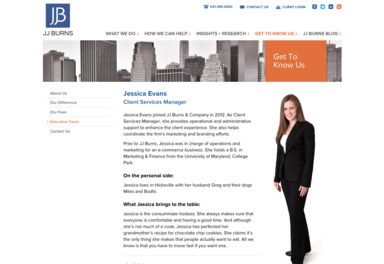 JB
JJ BURNS
631.390.0500 CONTACT US CLIENT LOGIN
WHAT WE DO HOW WE CAN HELP INSIGHTS + RESEARCH GET TO KNOW US JJ BURNS BLOG
Get To
Know Us
About Us
Our Difference
Our Fees
Executive Team
Contact Us
Jessica Evans
Client Services Manager
Jessica Evans joined JJ Burns & Company in 2012. As Client
Services Manager, she provides operational and administrative
support to enhance the client experience. She also helps
coordinate the firm's marketing and branding efforts.
Prior to JJ Burns, Jessica was in charge of operations and
marketing for an e-commerce business. She holds a B.S. in
Marketing & Finance from the University of Maryland, College
Park.
On the personal side:
Jessica lives in Hicksville with her husband Greg and their dogs
Miles and Bodhi.
What Jessica brings to the table:
Jessica is the consummate hostess. She always makes sure that
everyone is comfortable and having a good time. And although
she's not much of a cook, Jessica has perfected her
grandmother's recipe for chocolate chip cookies. She claims it's
the only thing she makes that people actually want to eat. All we
know is that you have to move fast if you want one.